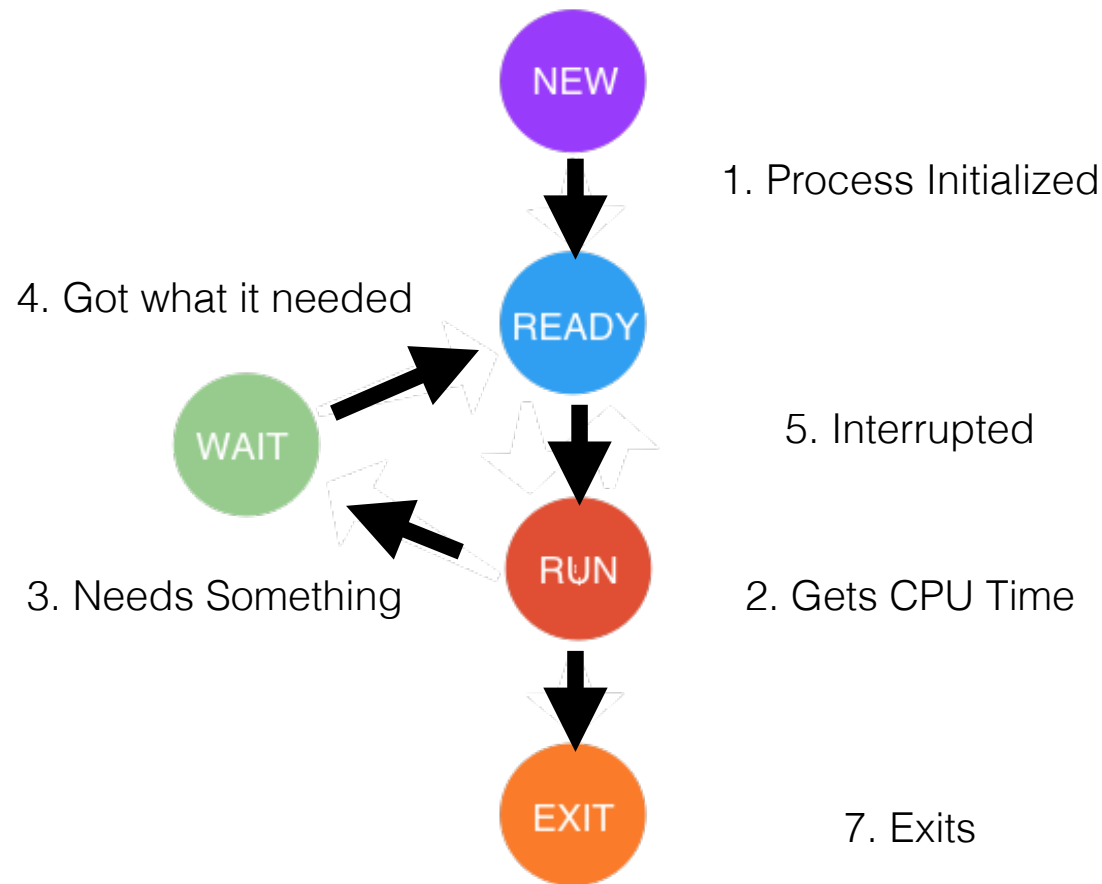 NEW
1. Process Initialized
4. Got what it needed
READY
WAIT
5. Interrupted
RUN
3. Needs Something
2. Gets CPU Time
EXIT
7. Exits